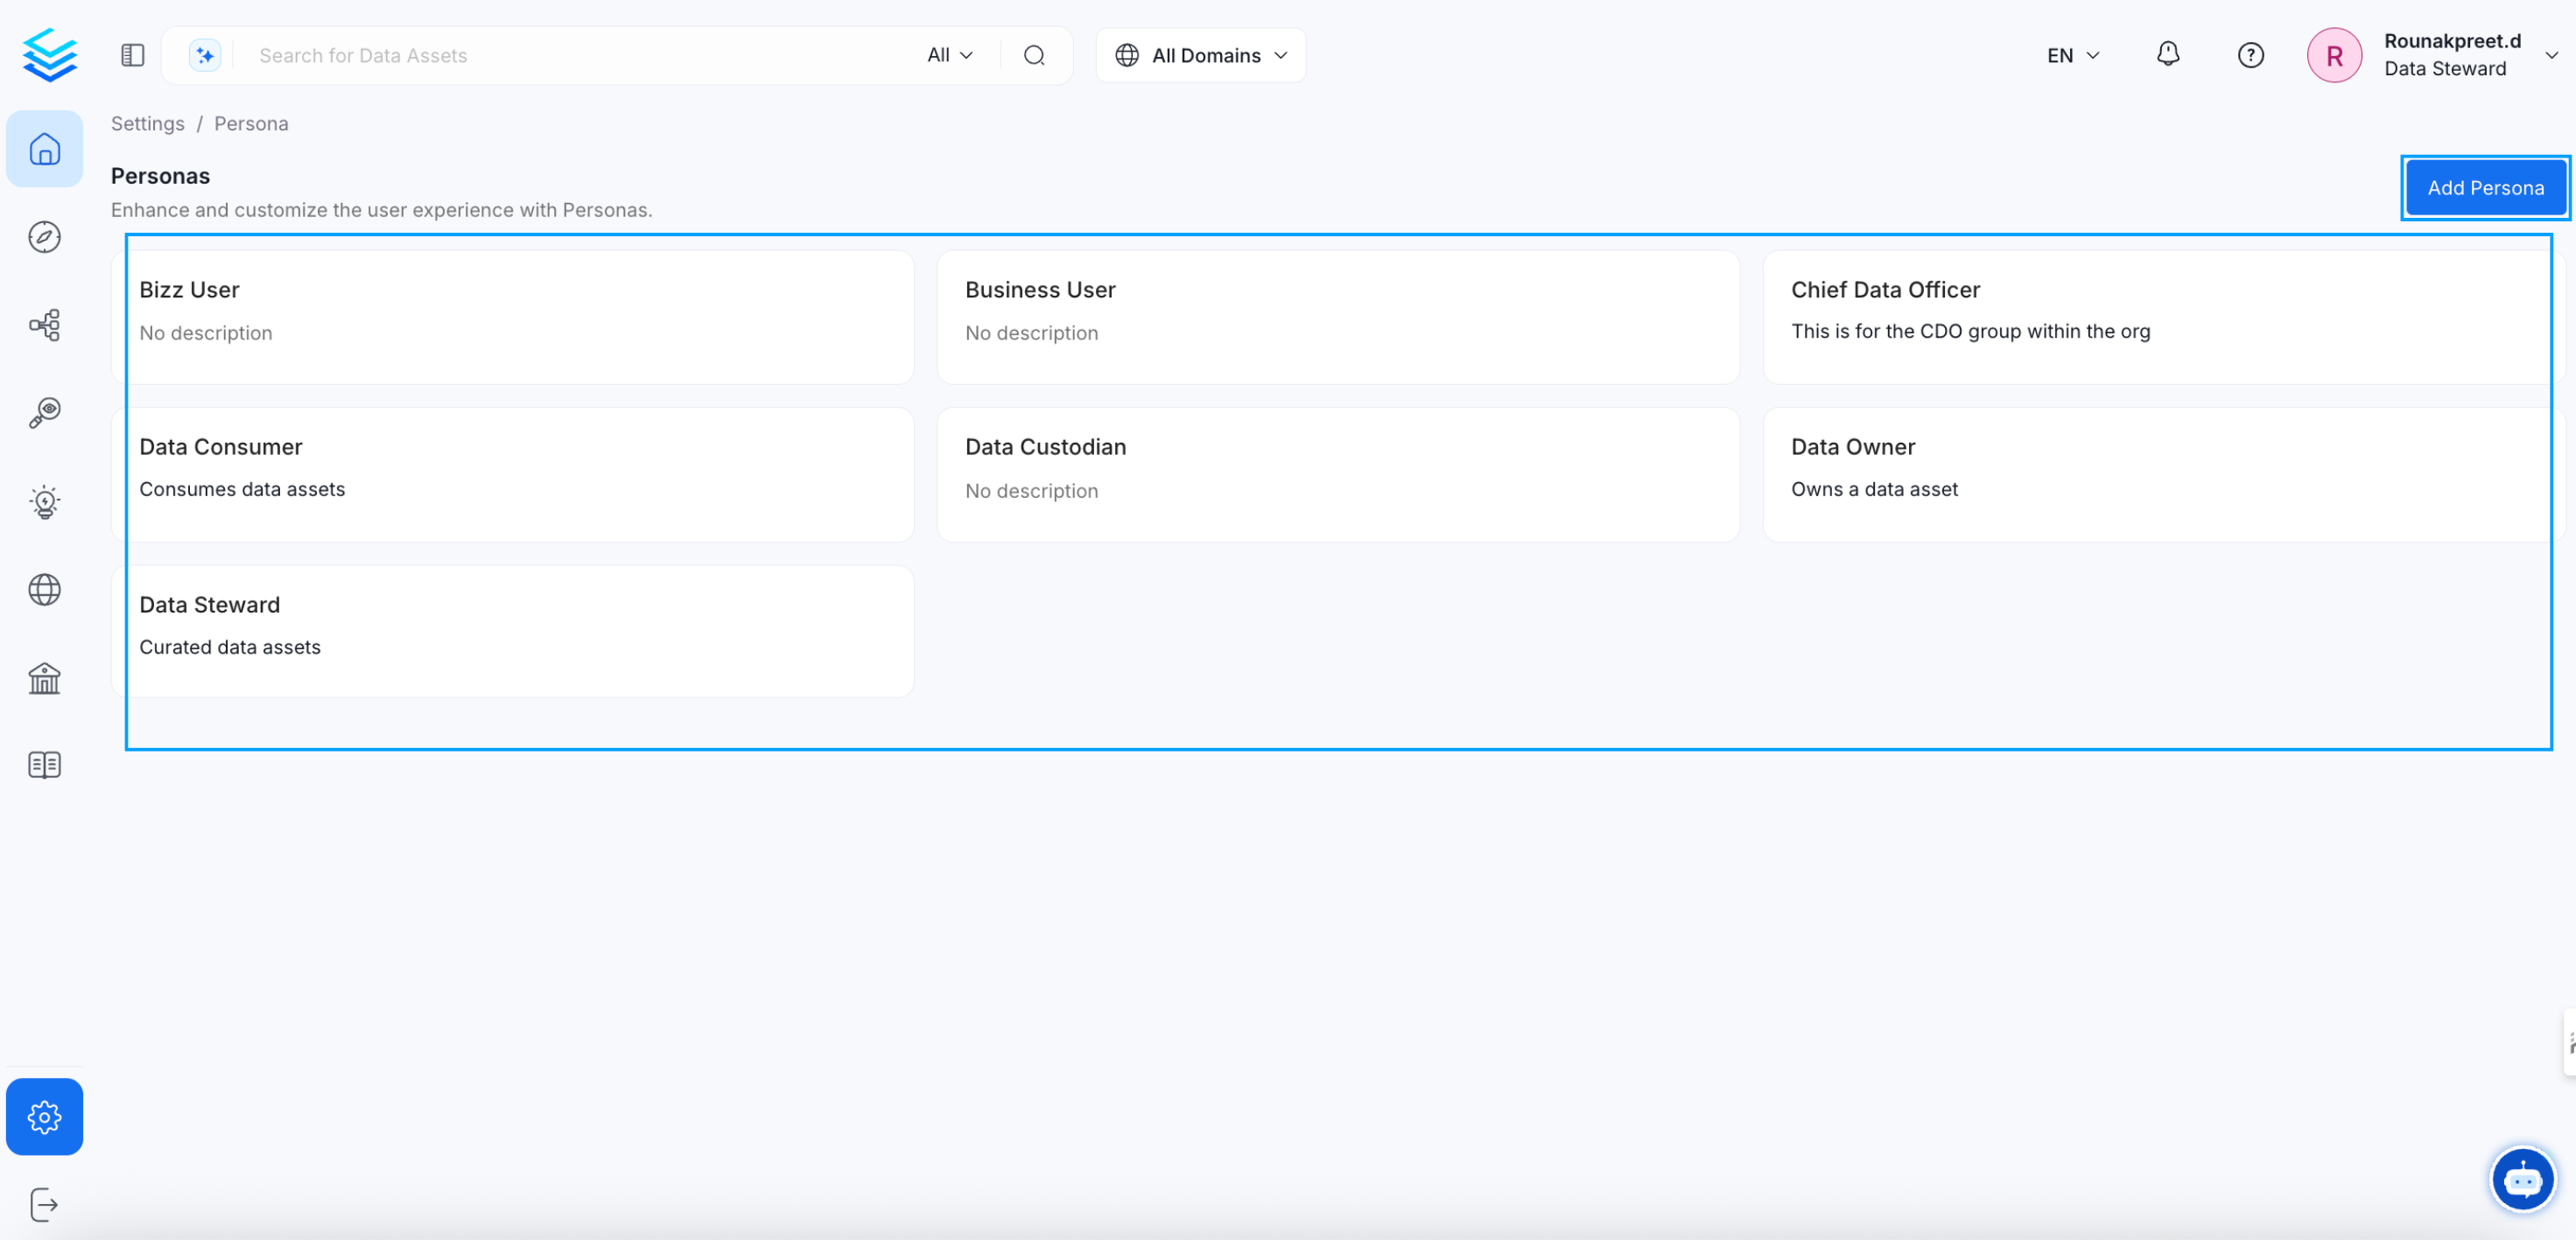 Search for Data Assets
All
All Domains
EN
R
Rounakpreet.d
Data Steward
Settings / Persona
Personas
Enhance and customize the user experience with Personas.
Add Persona
Bizz User
No description
Business User
No description
Chief Data Officer
This is for the CDO group within the org
Data Consumer
Consumes data assets
Data Custodian
No description
Data Owner
Owns a data asset
Data Steward
Curated data assets